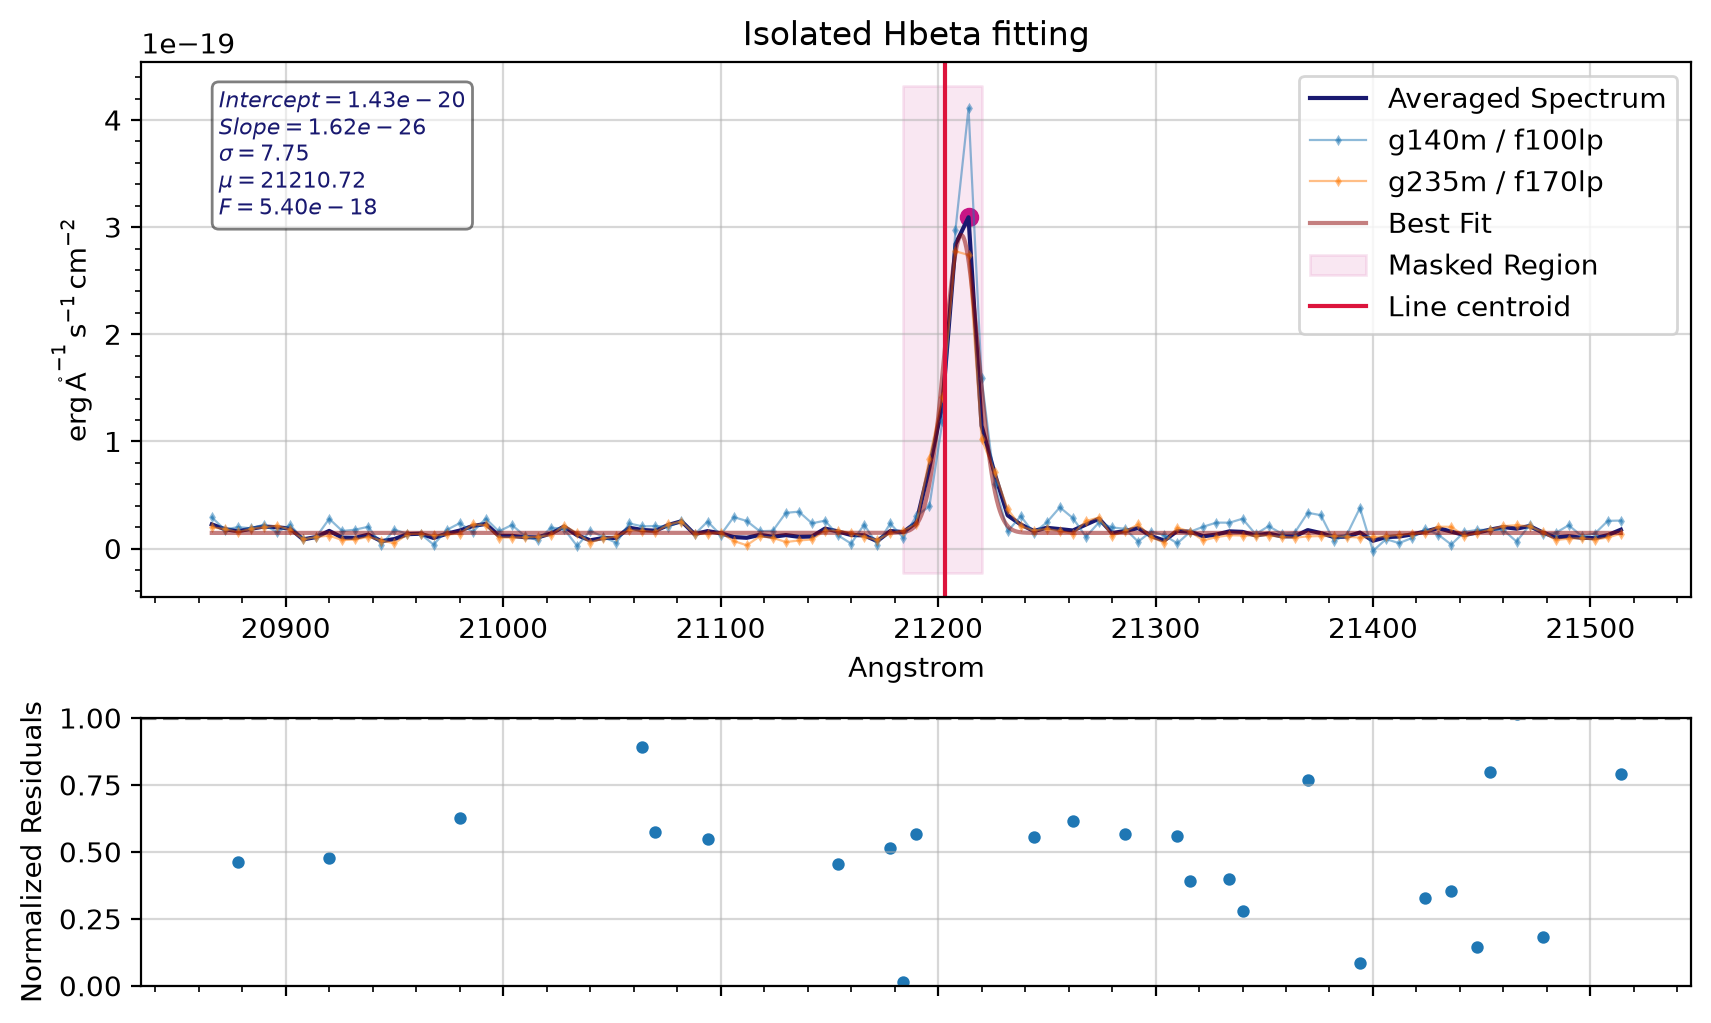 Isolated Hbeta fitting
1e−19
Intercept = 1.43e − 20
Slope = 1.62e − 26
σ = 7.75
μ = 21210.72
F = 5.40e − 18
Averaged Spectrum
g140m / f100lp
g235m / f170lp
Best Fit
Masked Region
Line centroid
erg Å⁻¹ s⁻¹ cm⁻²
4
3
2
1
0
20900 21000 21100 21200 21300 21400 21500
Angstrom
Normalized Residuals
1.00
0.75
0.50
0.25
0.00